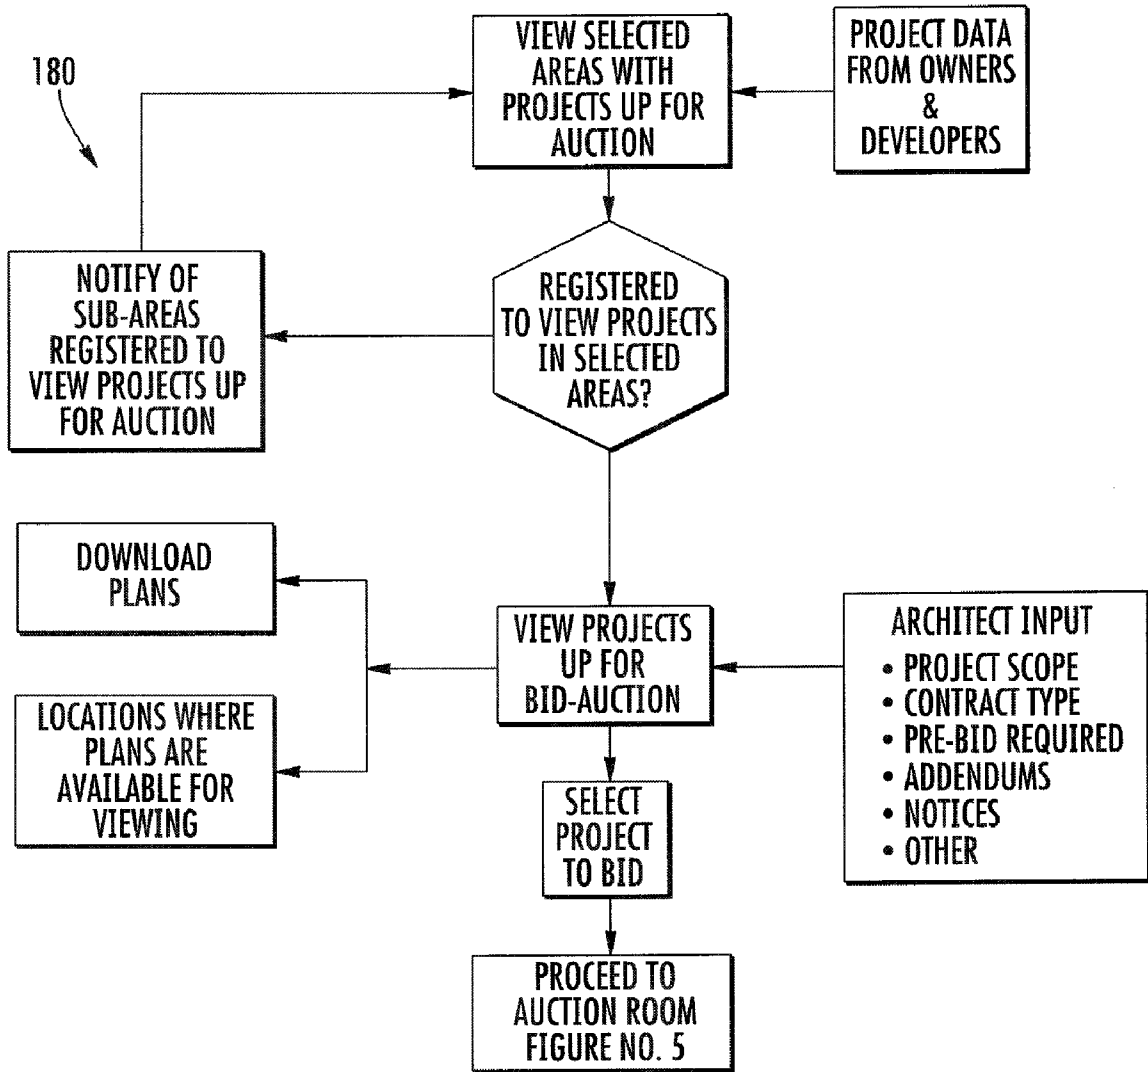 180
VIEW SELECTED
AREAS WITH
PROJECTS UP FOR
AUCTION
PROJECT DATA
FROM OWNERS
&
DEVELOPERS
NOTIFY OF
SUB-AREAS
REGISTERED TO
VIEW PROJECTS UP
FOR AUCTION
REGISTERED
TO VIEW PROJECTS
IN SELECTED
AREAS?
DOWNLOAD
PLANS
LOCATIONS WHERE
PLANS ARE
AVAILABLE FOR
VIEWING
VIEW PROJECTS
UP FOR
BID-AUCTION
ARCHITECT INPUT
• PROJECT SCOPE
• CONTRACT TYPE
• PRE-BID REQUIRED
• ADDENDUMS
• NOTICES
• OTHER
SELECT
PROJECT
TO BID
PROCEED TO
AUCTION ROOM
FIGURE NO. 5